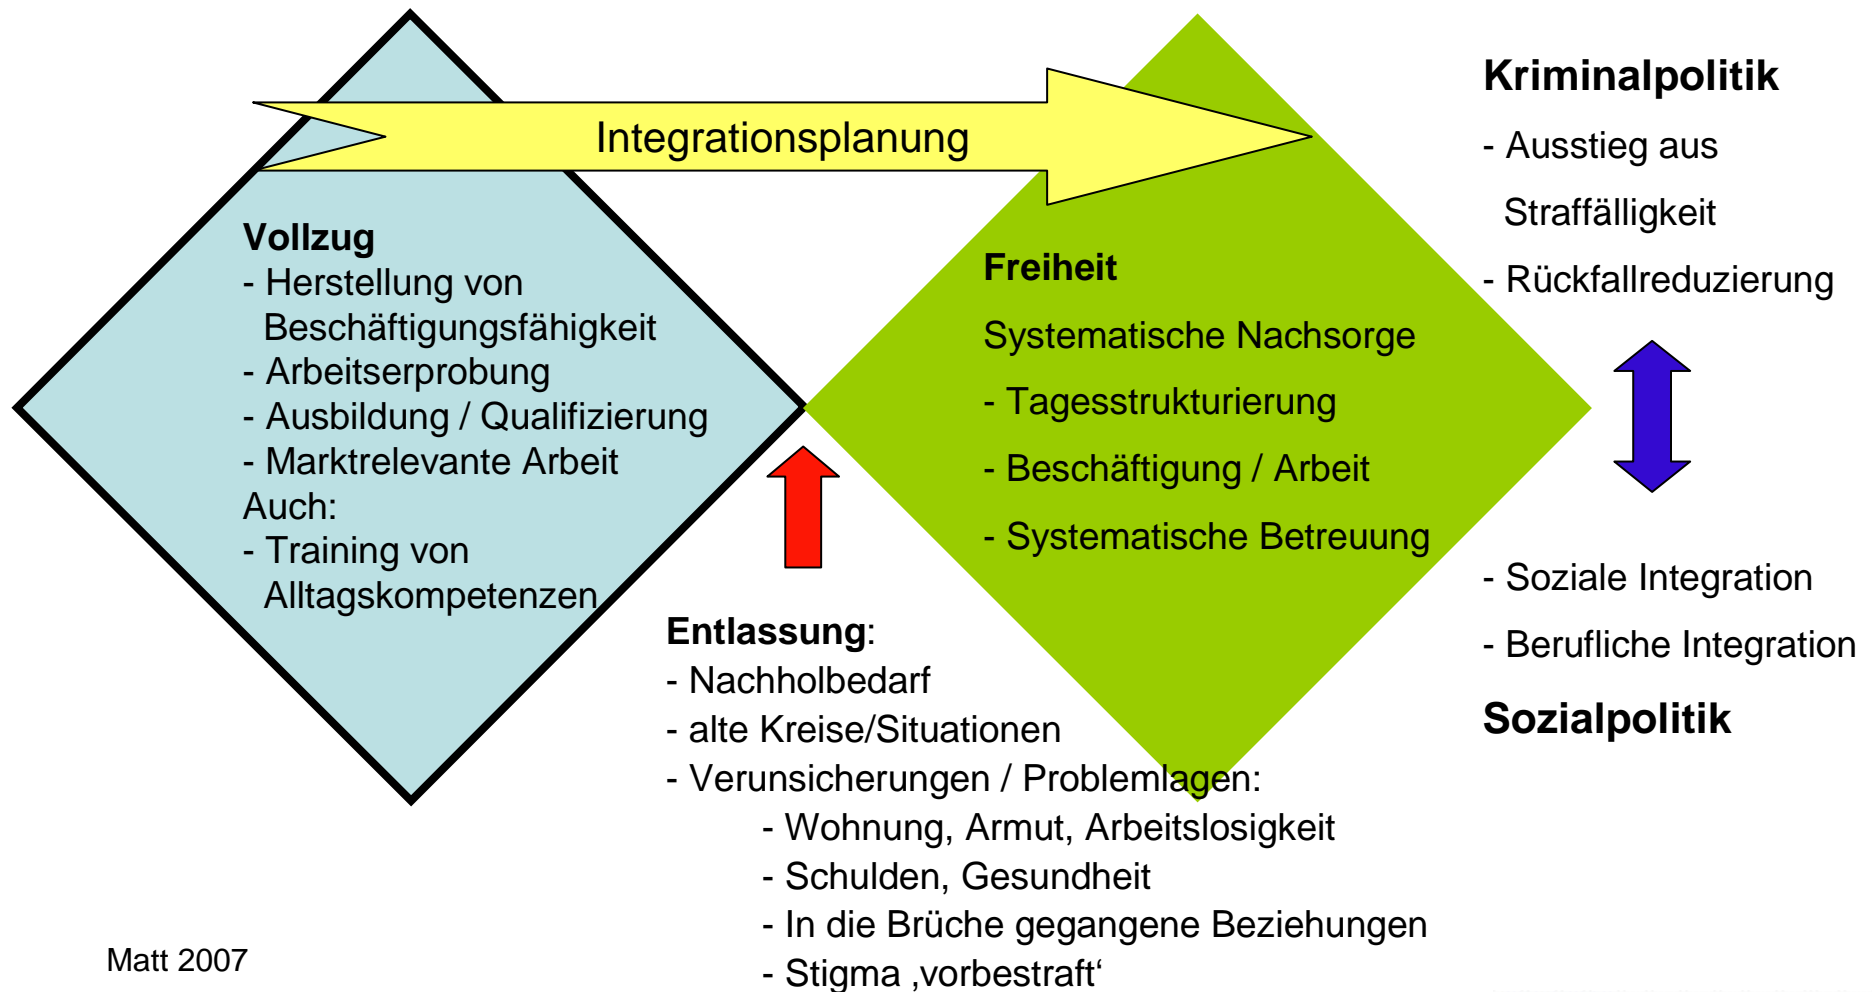 Integrationsplanung
Vollzug
- Herstellung von
Beschäftigungsfähigkeit
- Arbeitserprobung
- Ausbildung / Qualifizierung
- Marktrelevante Arbeit
Auch:
- Training von
Alltagskompetenzen
Entlassung:
- Nachholbedarf
- alte Kreise/Situationen
- Verunsicherungen / Problemlagen:
- Wohnung, Armut, Arbeitslosigkeit
- Schulden, Gesundheit
- In die Brüche gegangene Beziehungen
- Stigma ‚vorbestraft‘
Freiheit
Systematische Nachsorge
- Tagesstrukturierung
- Beschäftigung / Arbeit
- Systematische Betreuung
Kriminalpolitik
- Ausstieg aus
Straffälligkeit
- Rückfallreduzierung
- Soziale Integration
- Berufliche Integration
Sozialpolitik
Matt 2007